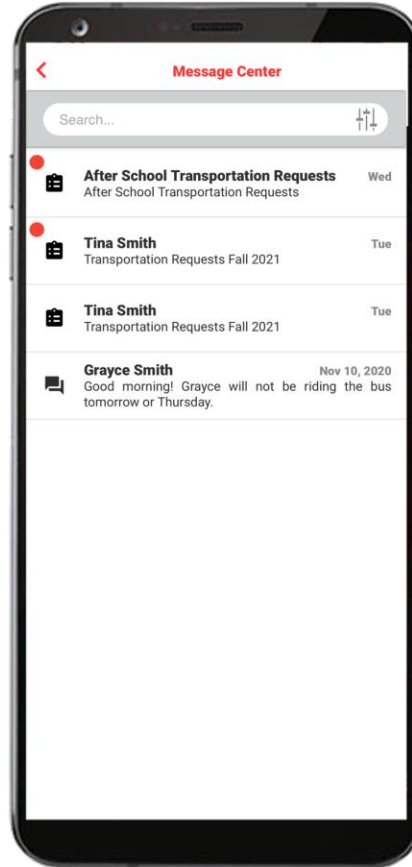 Message Center
Search...
After School Transportation Requests Wed
After School Transportation Requests
Tina Smith Tue
Transportation Requests Fall 2021
Tina Smith Tue
Transportation Requests Fall 2021
Grayce Smith Nov 10, 2020
Good morning! Grayce will not be riding the bus
tomorrow or Thursday.